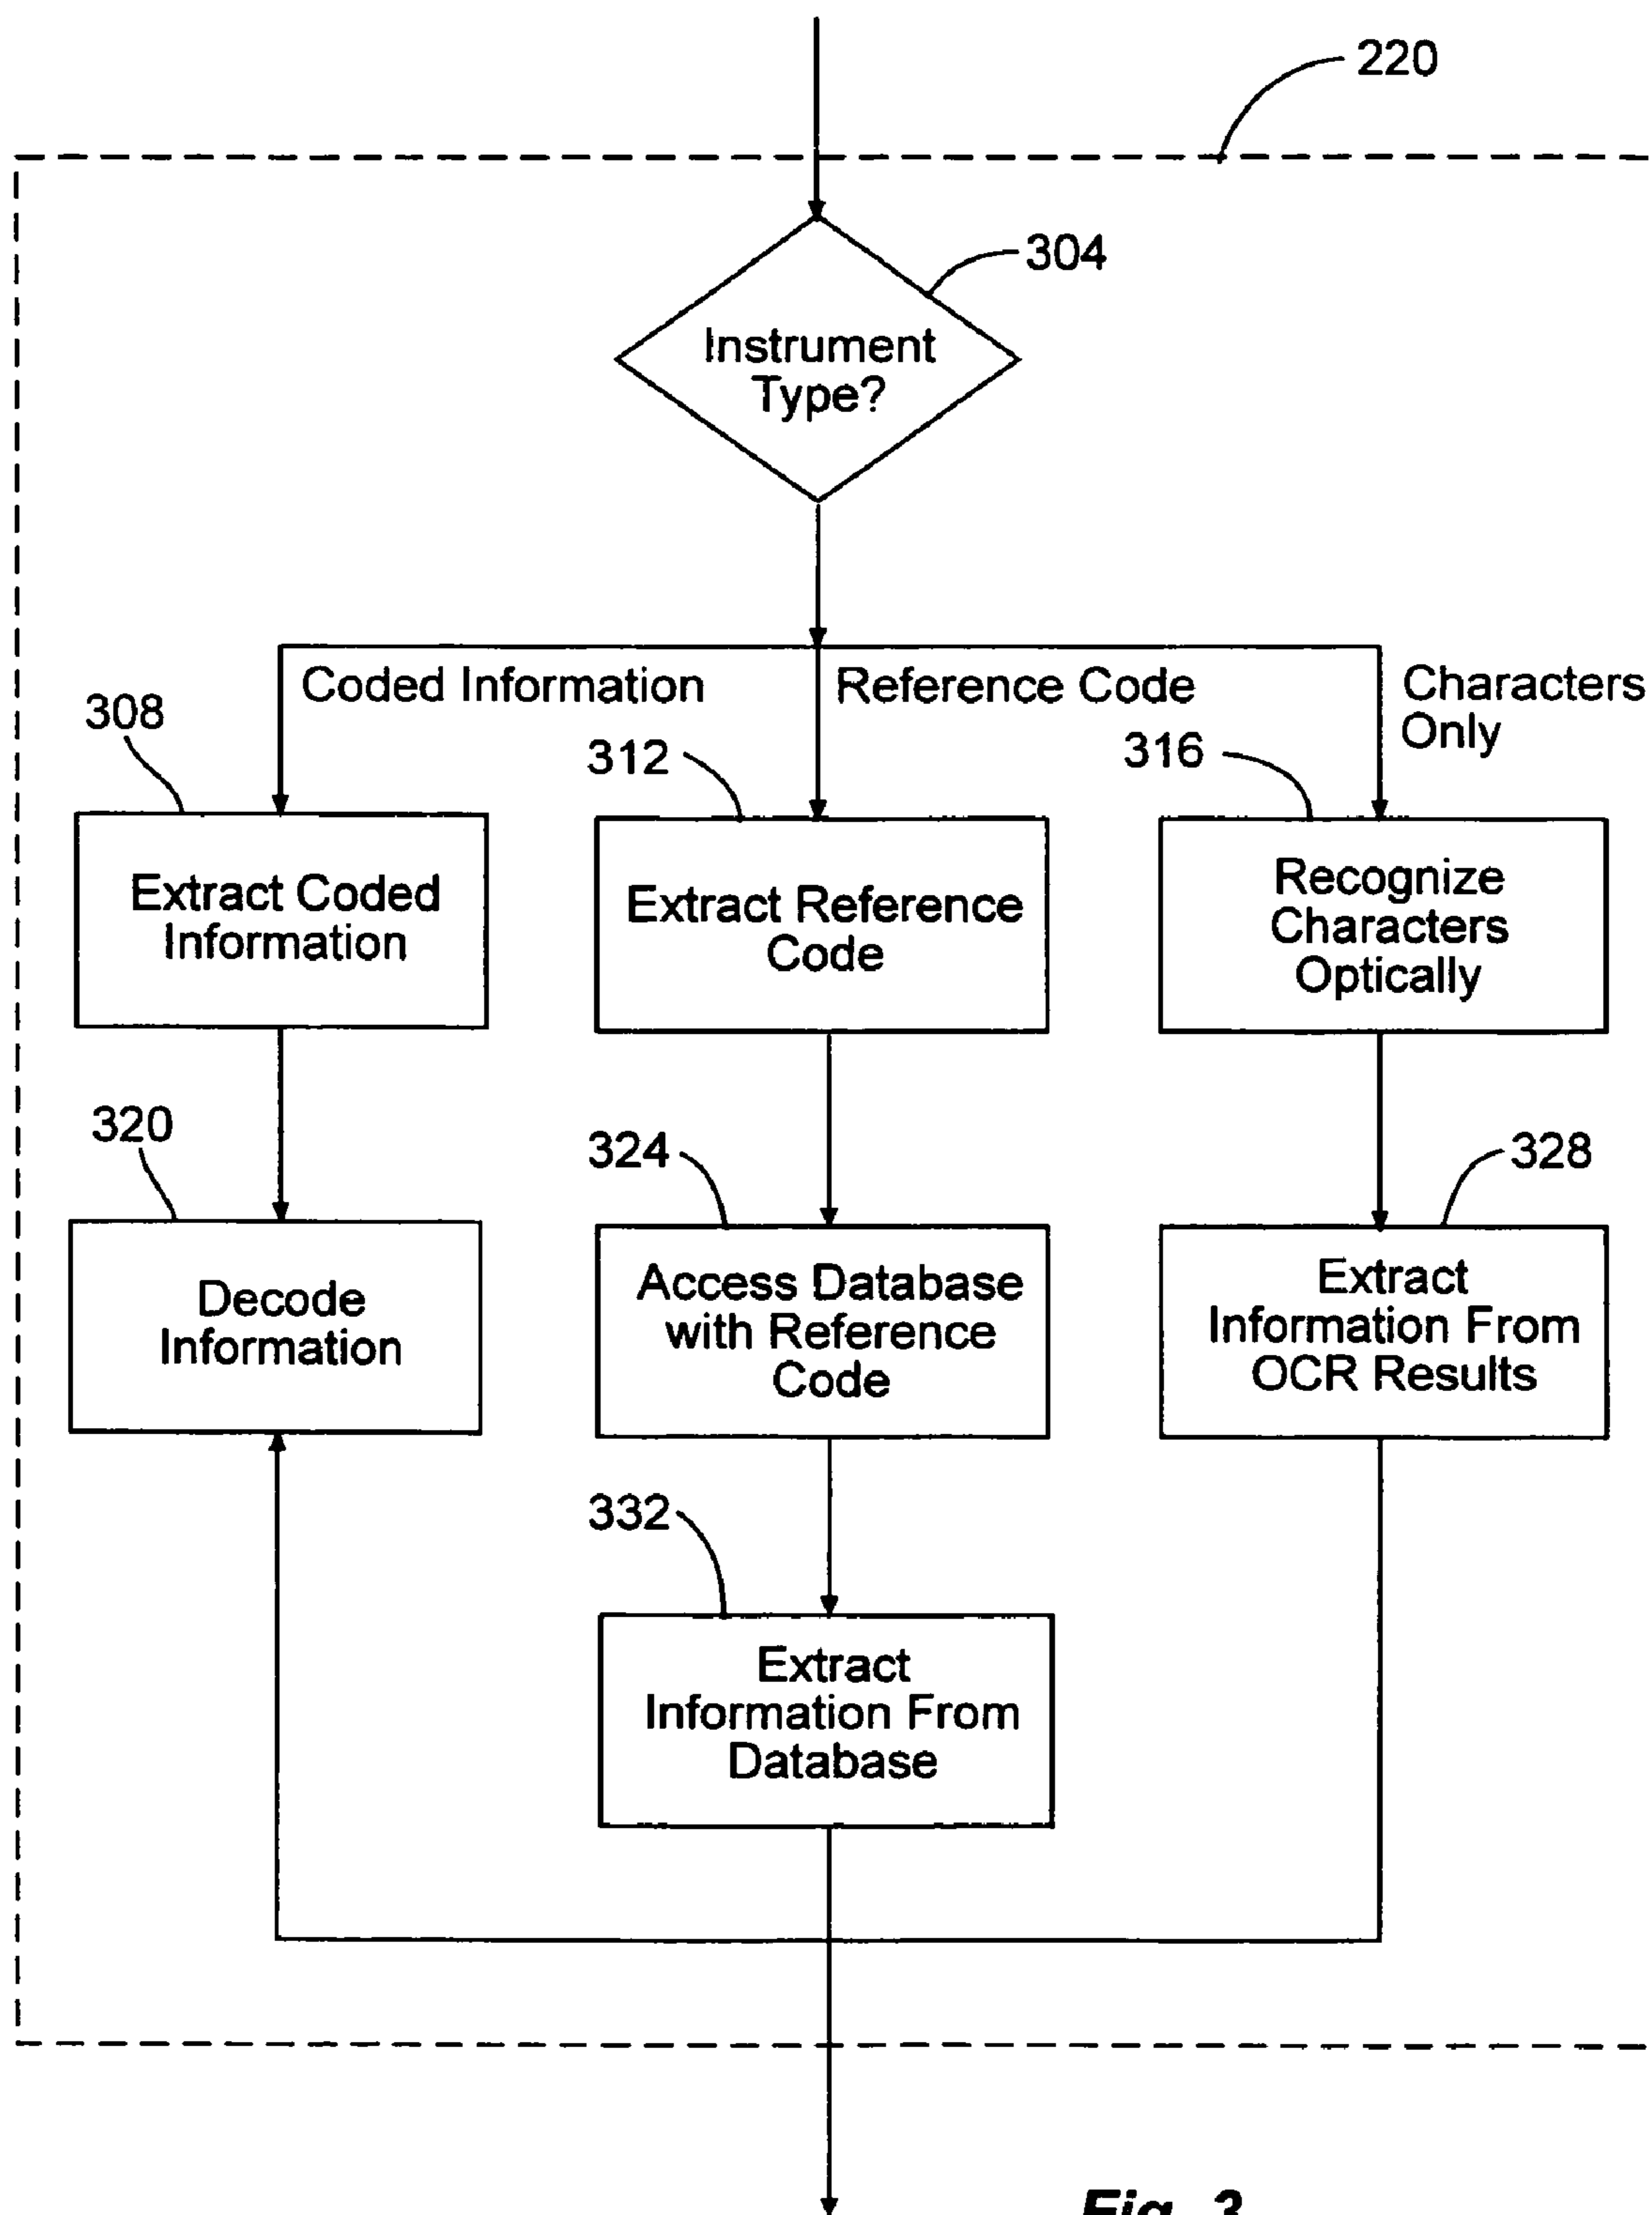 220
304
Instrument
Type?
Coded Information
Reference Code
Characters
Only
308
312
316
Extract Coded
Information
Extract Reference
Code
Recognize
Characters
Optically
320
324
328
Decode
Information
Access Database
with Reference
Code
Extract
Information From
OCR Results
332
Extract
Information From
Database
Fig. 3